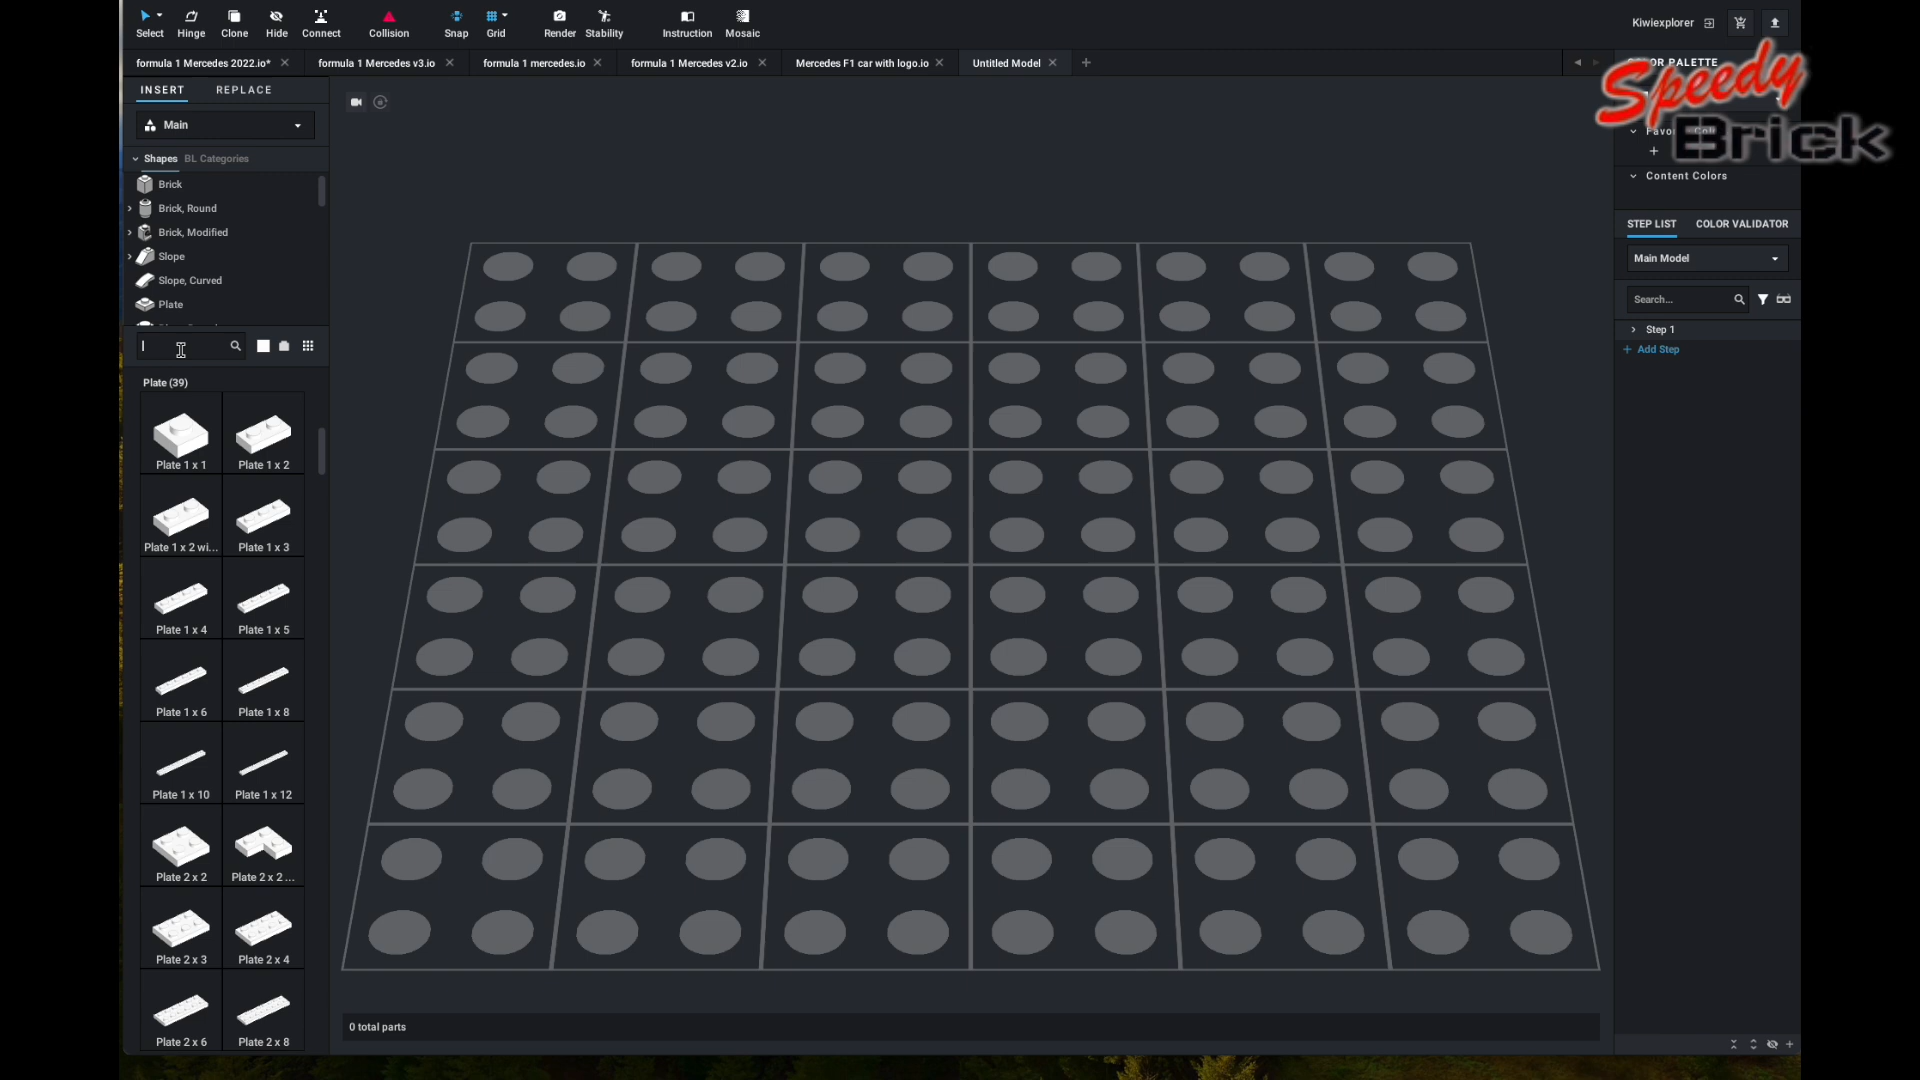 Select Hinge Clone Hide Connect Collision Snap Grid Render Stability Instruction Mosaic Kiwiexplorer
formula 1 Mercedes 2022.io* formula 1 Mercedes v3.io formula 1 mercedes.io formula 1 Mercedes v2.io Mercedes F1 car with logo.io Untitled Model
COLOR PALETTE
Speedy
Brick
INSERT REPLACE
Main
Shapes BL Categories
Brick
Brick, Round
Brick, Modified
Slope
Slope, Curved
Plate
Plate (39)
Plate 1 x 1 Plate 1 x 2
Plate 1 x 2 wi... Plate 1 x 3
Plate 1 x 4 Plate 1 x 5
Plate 1 x 6 Plate 1 x 8
Plate 1 x 10 Plate 1 x 12
Plate 2 x 2 Plate 2 x 2 ...
Plate 2 x 3 Plate 2 x 4
Plate 2 x 6 Plate 2 x 8
0 total parts
Content Colors
STEP LIST COLOR VALIDATOR
Main Model
Search...
Step 1
+ Add Step